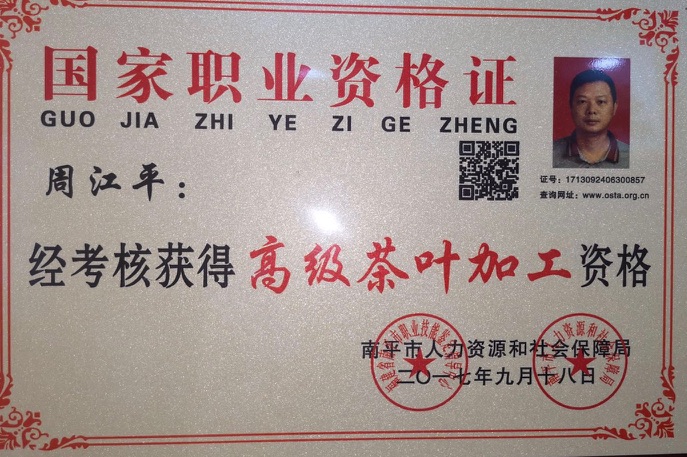 国家职业资格证
GUO JIA ZHI YE ZI GE ZHENG
周江平：
证号：1713092406300857
查询网址：www.osta.org.cn
经考核获得高级茶叶加工资格
南平市人力资源和社会保障局
二〇一七年九月十八日